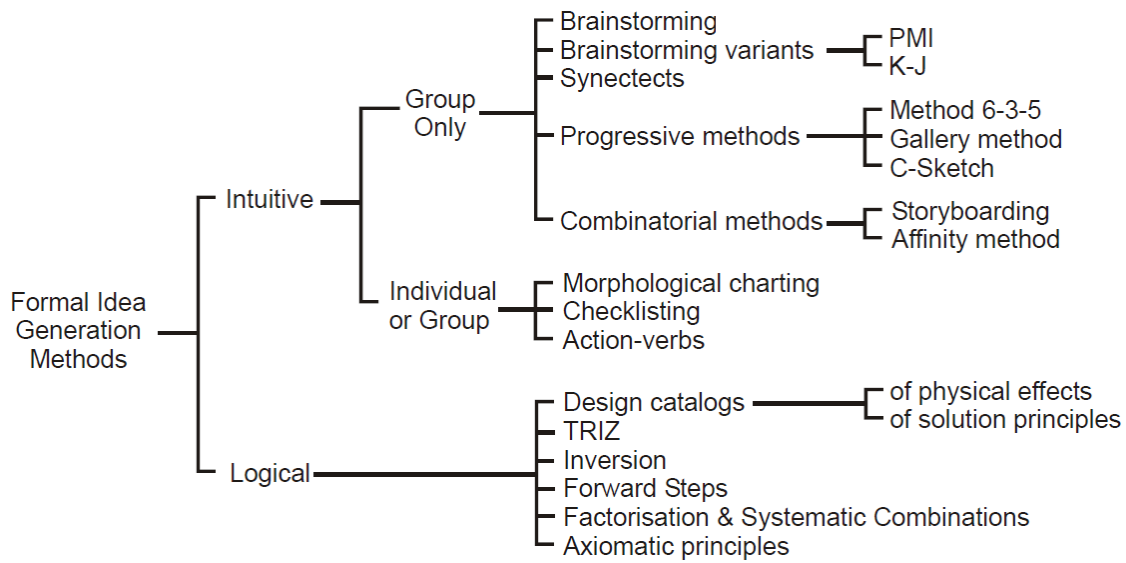 Formal Idea
Generation
Methods
Intuitive
Group
Only
Brainstorming
Brainstorming variants
PMI
K-J
Synectects
Progressive methods
Method 6-3-5
Gallery method
C-Sketch
Combinatorial methods
Storyboarding
Affinity method
Individual
or Group
Morphological charting
Checklisting
Action-verbs
Logical
Design catalogs
of physical effects
of solution principles
TRIZ
Inversion
Forward Steps
Factorisation & Systematic Combinations
Axiomatic principles